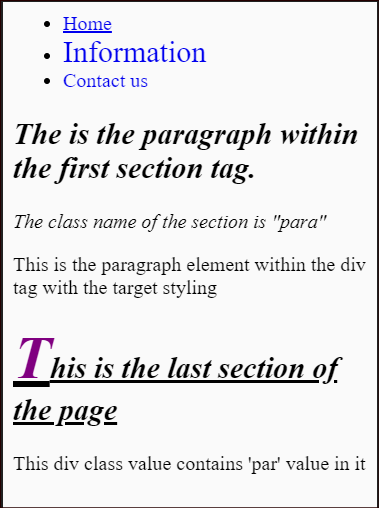 Home
Information
Contact us
The is the paragraph within
the first section tag.
The class name of the section is "para"
This is the paragraph element within the div
tag with the target styling
This is the last section of
the page
This div class value contains 'par' value in it